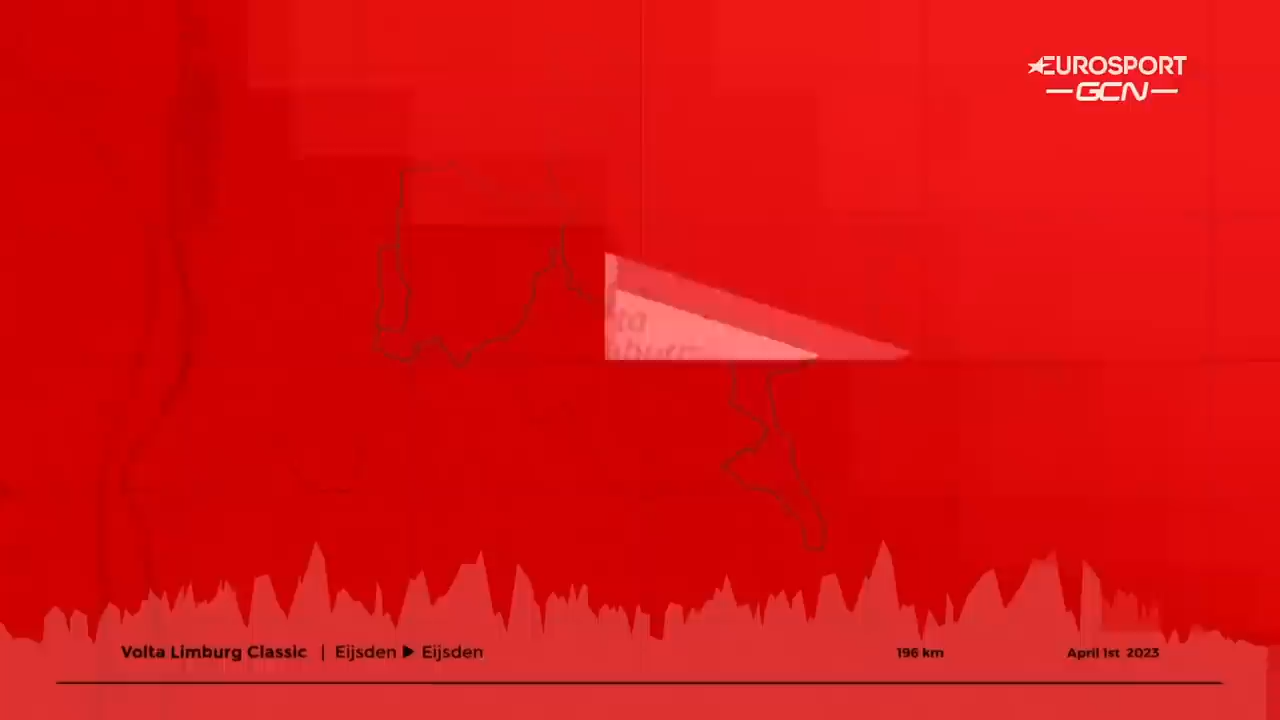 EUROSPORT
GCN
Volta Limburg Classic | Eijsden ▶ Eijsden
196 km
April 1st 2023